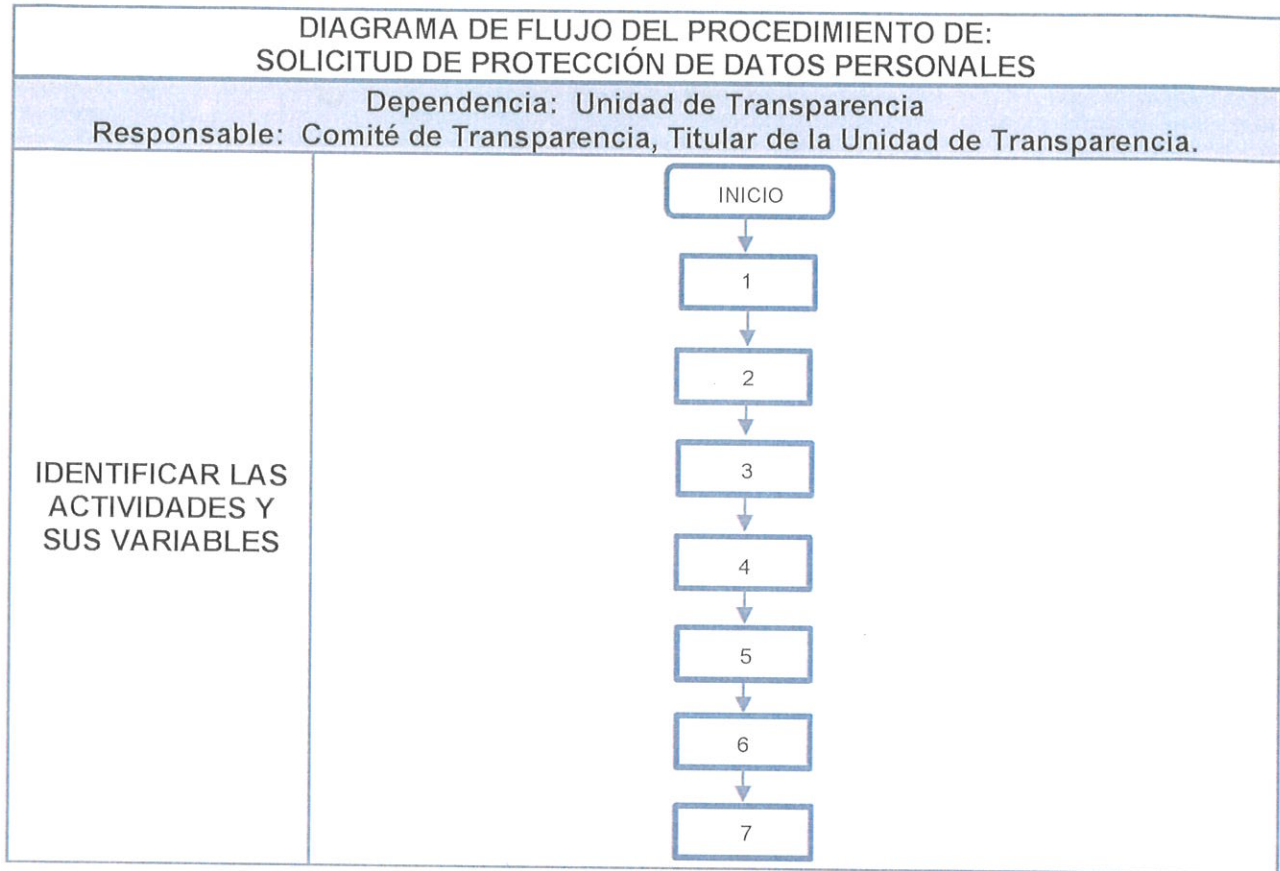 DIAGRAMA DE FLUJO DEL PROCEDIMIENTO DE:
SOLICITUD DE PROTECCIÓN DE DATOS PERSONALES
Dependencia: Unidad de Transparencia
Responsable: Comité de Transparencia, Titular de la Unidad de Transparencia.
IDENTIFICAR LAS
ACTIVIDADES Y
SUS VARIABLES
INICIO
1
2
3
4
5
6
7